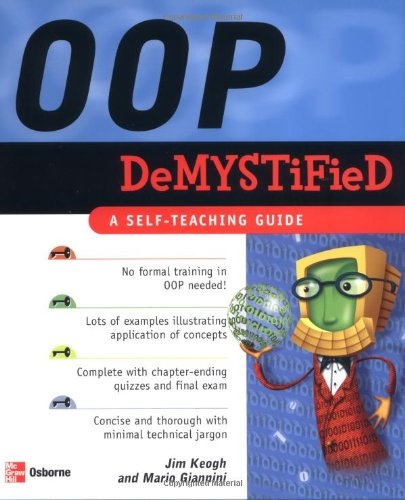 OOP
DeMYSTiFieD
A SELF-TEACHING GUIDE
No formal training in
OOP needed!
Lots of examples illustrating
application of concepts
Complete with chapter-ending
quizzes and final exam
Concise and thorough with
minimal technical jargon
Jim Keogh
and Mario Giannini
Mc
Graw
Hill
Osborne